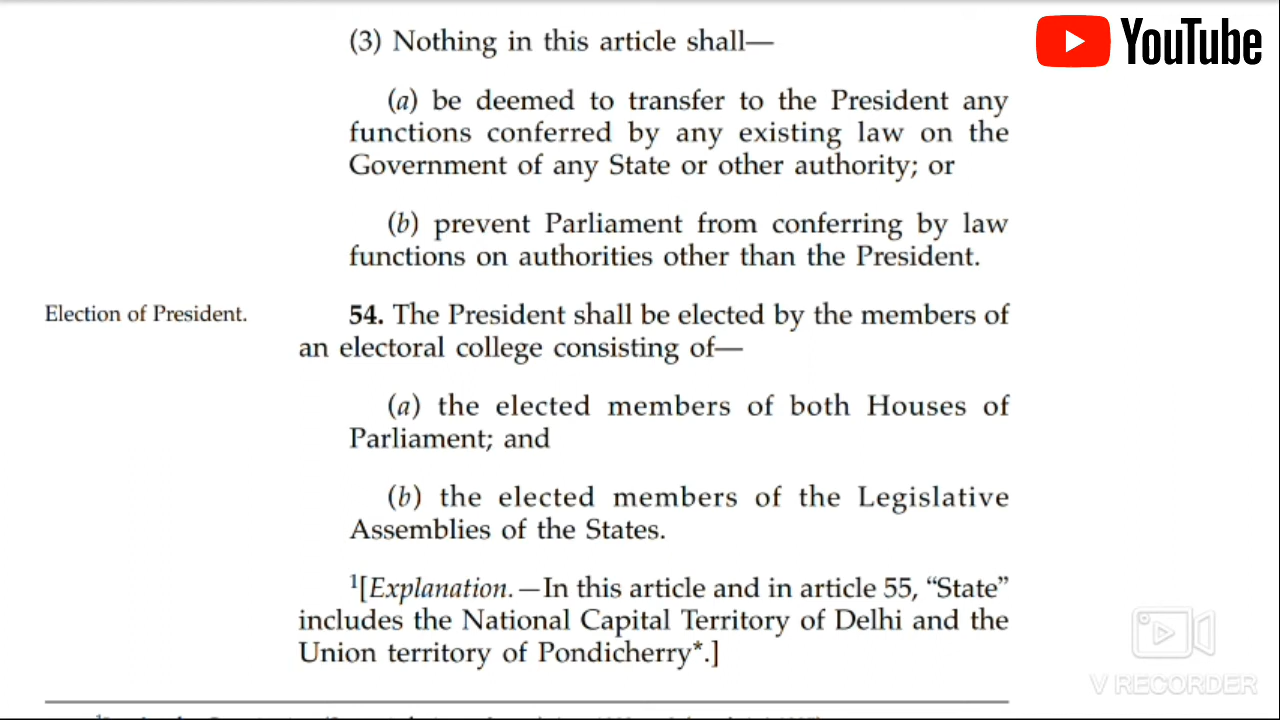 YouTube
(3) Nothing in this article shall—
(a) be deemed to transfer to the President any
functions conferred by any existing law on the
Government of any State or other authority; or
(b) prevent Parliament from conferring by law
functions on authorities other than the President.
Election of President.
54. The President shall be elected by the members of
an electoral college consisting of—
(a) the elected members of both Houses of
Parliament; and
(b) the elected members of the Legislative
Assemblies of the States.
1[Explanation.—In this article and in article 55, “State”
includes the National Capital Territory of Delhi and the
Union territory of Pondicherry*.]
V RECORDER